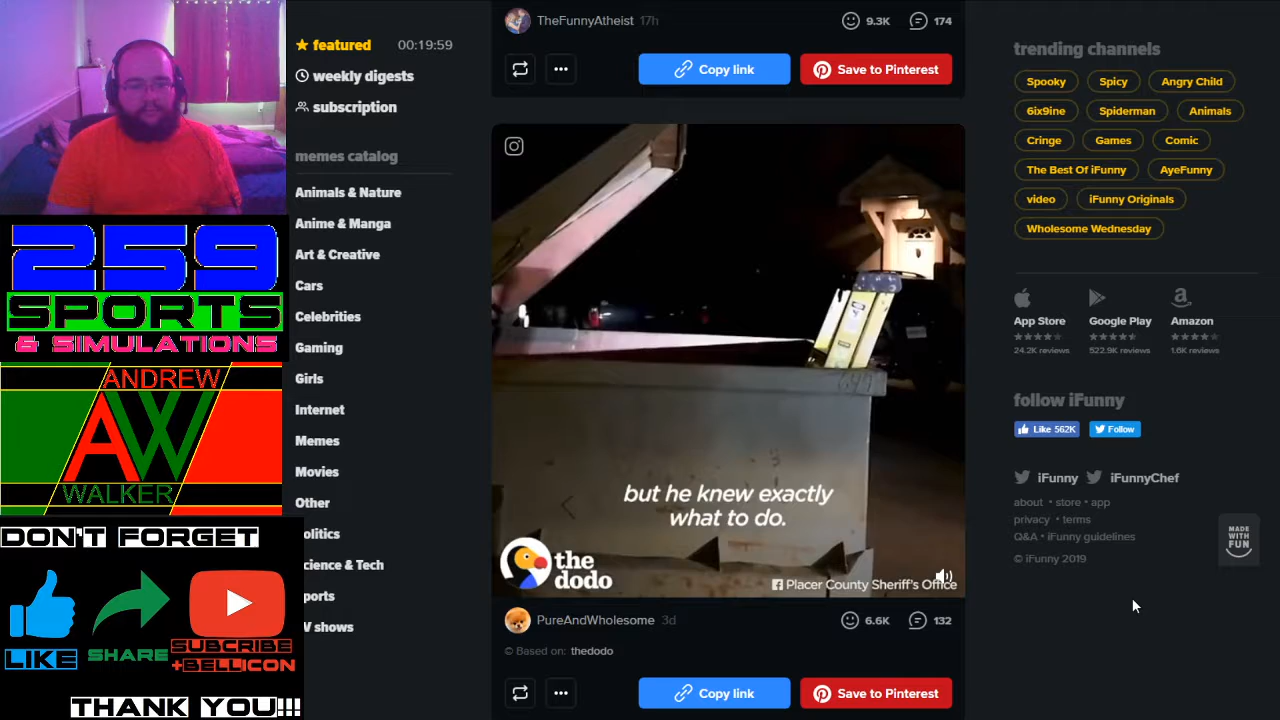 259
SPORTS
& SIMULATIONS
ANDREW
AW
WALKER
DON'T FORGET
LIKE
SHARE
SUBCRIBE
+BELLICON
THANK YOU!!!
featured 00:19:59
weekly digests
subscription
memes catalog
Animals & Nature
Anime & Manga
Art & Creative
Cars
Celebrities
Gaming
Girls
Internet
Memes
Movies
Other
olitics
cience & Tech
ports
V shows
TheFunnyAtheist 17h 9.3K 174
Copy link Save to Pinterest
but he knew exactly
what to do.
the
dodo
Placer County Sheriff's Office
PureAndWholesome 3d 6.6K 132
© Based on: thedodo
Copy link Save to Pinterest
trending channels
Spooky Spicy Angry Child
6ix9ine Spiderman Animals
Cringe Games Comic
The Best Of iFunny AyeFunny
video iFunny Originals
Wholesome Wednesday
App Store Google Play Amazon
24.2K reviews 522.9K reviews 1.6K reviews
follow iFunny
Like 562K Follow
iFunny iFunnyChef
about • store • app
privacy • terms
Q&A • iFunny guidelines
© iFunny 2019
MADE
WITH
FUN